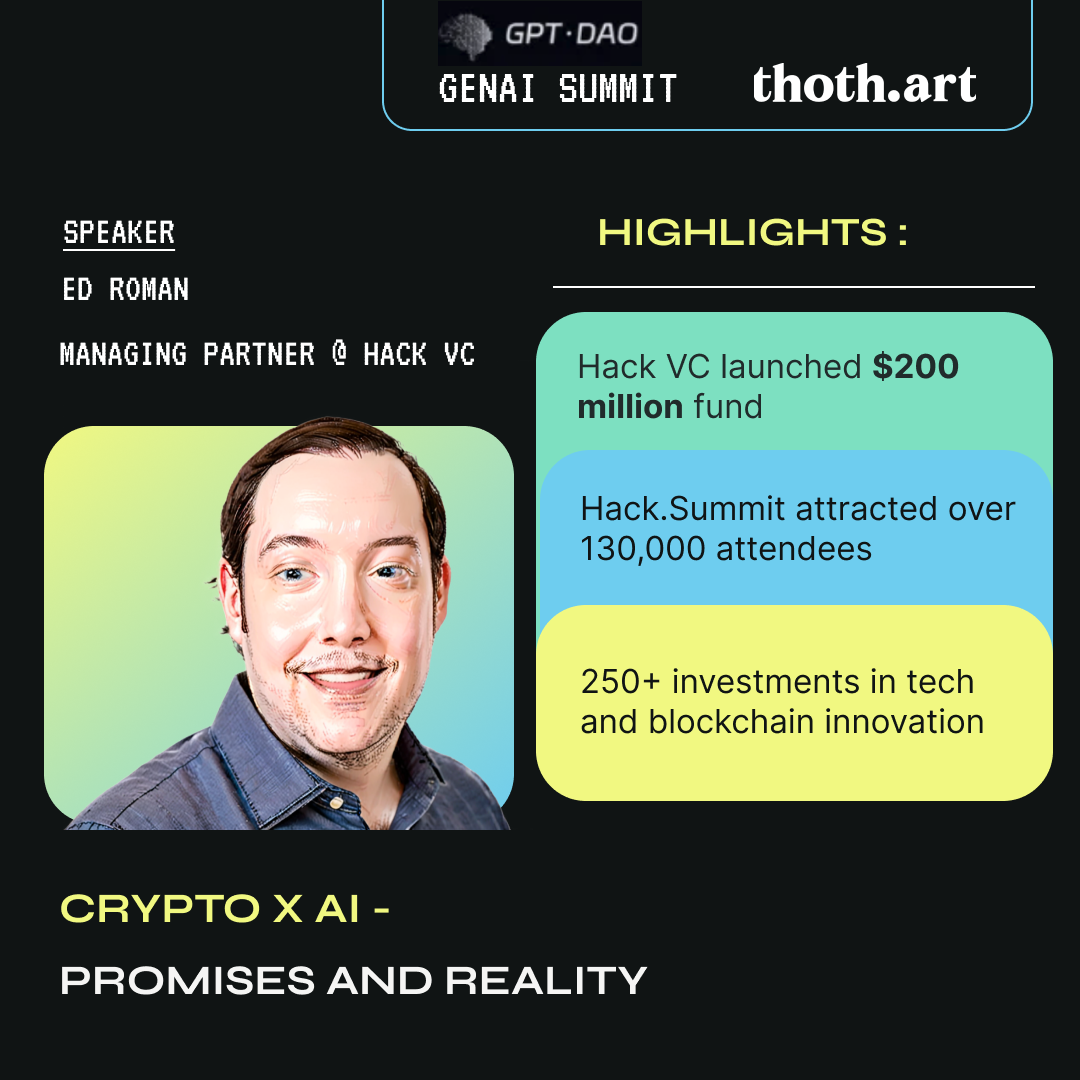 GPT·DAO
GENAI SUMMIT
thoth.art
SPEAKER
ED ROMAN
MANAGING PARTNER @ HACK VC
HIGHLIGHTS :
Hack VC launched $200
million fund
Hack.Summit attracted over
130,000 attendees
250+ investments in tech
and blockchain innovation
CRYPTO X AI -
PROMISES AND REALITY